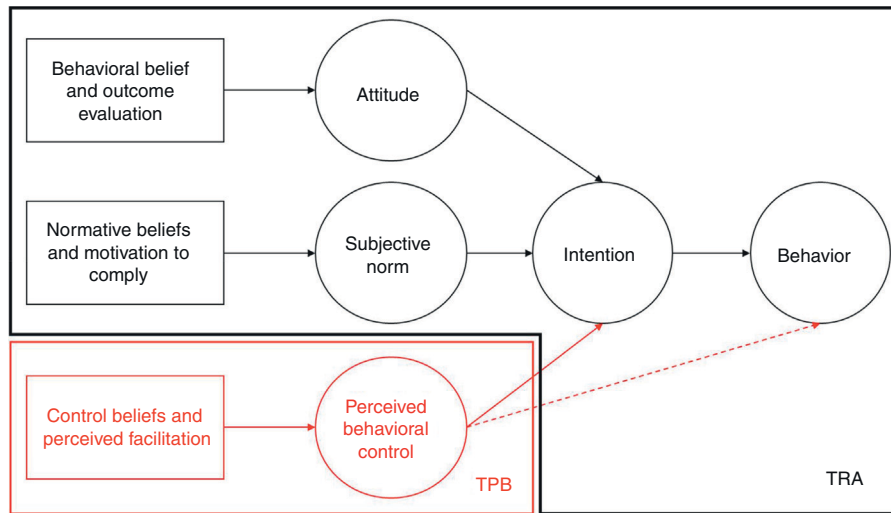 Behavioral belief
and outcome
evaluation
Attitude
Normative beliefs
and motivation to
comply
Subjective
norm
Intention
Behavior
Control beliefs and
perceived facilitation
Perceived
behavioral
control
TPB
TRA